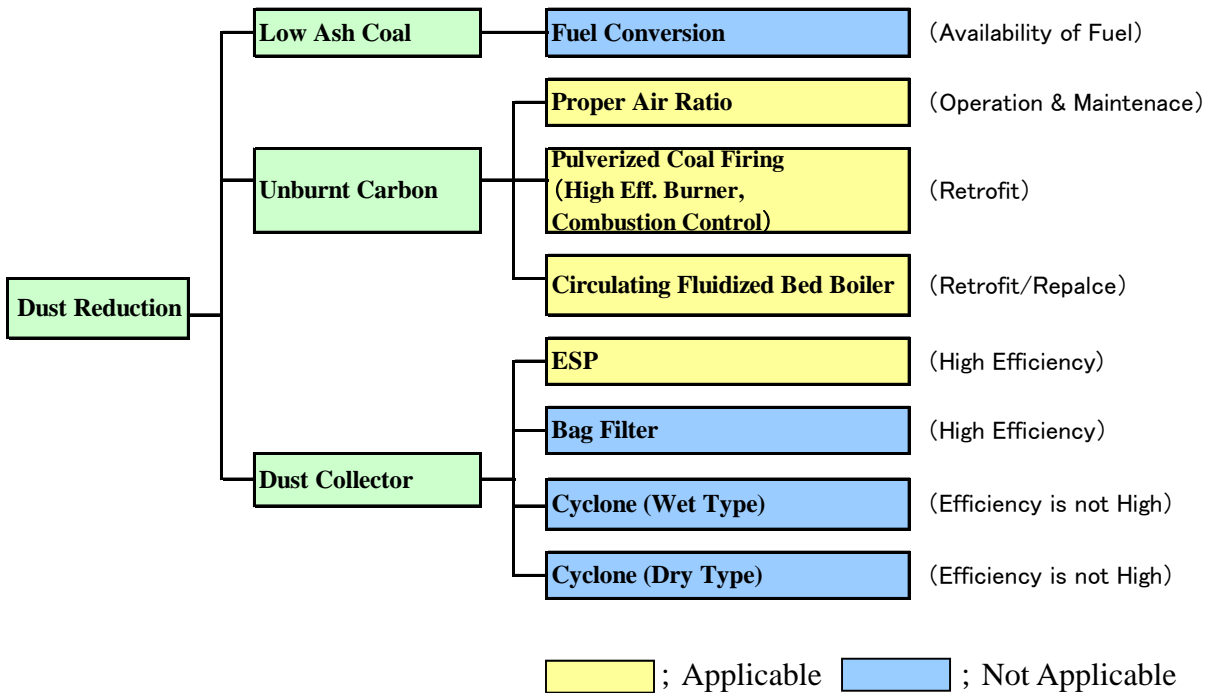 Low Ash Coal
Fuel Conversion
(Availability of Fuel)
Proper Air Ratio
(Operation & Maintenace)
Unburnt Carbon
Pulverized Coal Firing
(High Eff. Burner,
Combustion Control)
(Retrofit)
Circulating Fluidized Bed Boiler
(Retrofit/Repalce)
Dust Reduction
ESP
(High Efficiency)
Bag Filter
(High Efficiency)
Dust Collector
Cyclone (Wet Type)
(Efficiency is not High)
Cyclone (Dry Type)
(Efficiency is not High)
; Applicable
; Not Applicable